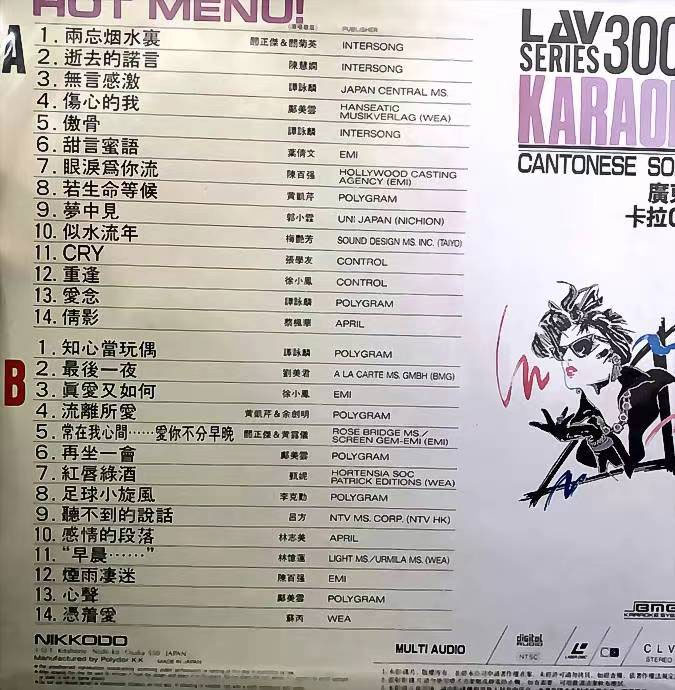 HOT MENU!
PUBLISHER
A
1. 兩忘烟水裏 關正傑&關菊英 INTERSONG
2. 逝去的諾言 陳慧嫻 INTERSONG
3. 無言感激 譚詠麟 JAPAN CENTRAL MS.
4. 傷心的我 鄺美雲 HANSEATIC MUSIKVERLAG (WEA)
5. 傲骨 譚詠麟 INTERSONG
6. 甜言蜜語 葉倩文 EMI
7. 眼淚爲你流 陳百强 HOLLYWOOD CASTING AGENCY (EMI)
8. 若生命等候 黄凱芹 POLYGRAM
9. 夢中見 郭小霖 UNI JAPAN (NICHION)
10. 似水流年 梅艷芳 SOUND DESIGN MS. INC. (TAIYO)
11. CRY 張學友 CONTROL
12. 重逢 徐小鳳 CONTROL
13. 愛念 譚詠麟 POLYGRAM
14. 倩影 蔡楓華 APRIL
B
1. 知心當玩偶 譚詠麟 POLYGRAM
2. 最後一夜 劉美君 A LA CARTE MS. GMBH (BMG)
3. 眞愛又如何 徐小鳳 EMI
4. 流離所愛 黄凱芹&余劍明 POLYGRAM
5. 常在我心間……愛你不分早晚 關正傑&黄露儀 ROSE BRIDGE MS/ SCREEN GEM-EMI (EMI)
6. 再坐一會 鄺美雲 POLYGRAM
7. 紅唇綠酒 甄妮 HORTENSIA SOC PATRICK EDITIONS (WEA)
8. 足球小旋風 李克勤 POLYGRAM
9. 聽不到的說話 呂方 NTV MS. CORP. (NTV HK)
10. 感情的段落 林志美 APRIL
11. “早晨……” 林憶蓮 LIGHT MS./URMILA MS. (WEA)
12. 煙雨凄迷 陳百强 EMI
13. 心聲 鄺美雲 POLYGRAM
14. 憑着愛 蘇芮 WEA
LAV
SERIES 300
KARAO
CANTONESE SO
廣東
卡拉O
NIKKODO
Manufactured by Polydor K.K. MADE IN JAPAN
MULTI AUDIO
digital AUDIO
NTSC
BMB
KARAOKE SYS
CLV
STEREO